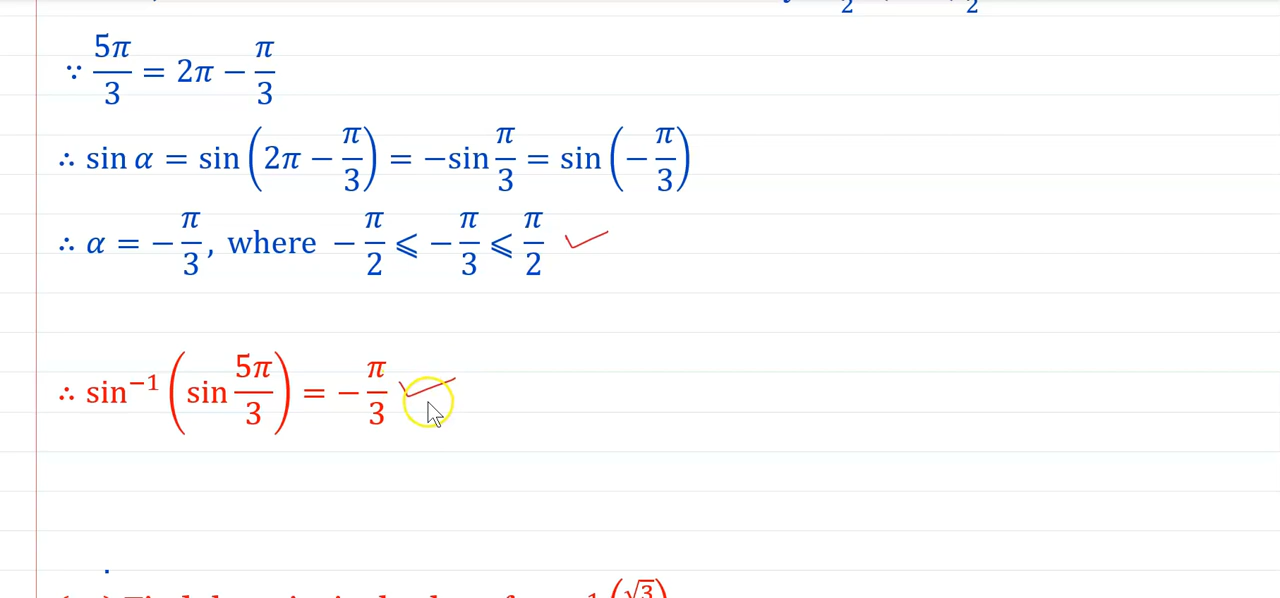 ∵ 5π/3 = 2π − π/3
∴ sin α = sin(2π − π/3) = −sin π/3 = sin(−π/3)
∴ α = −π/3, where −π/2 ⩽ −π/3 ⩽ π/2 ✓
∴ sin⁻¹(sin 5π/3) = −π/3 ✓